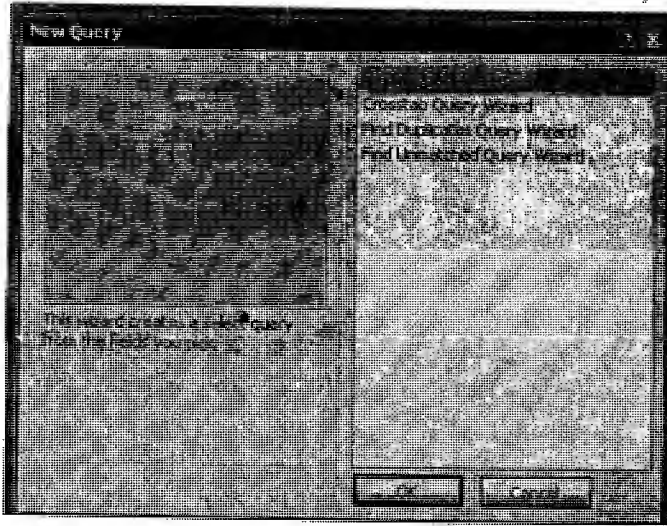 New Query
Crosstab Query Wizard
Find Duplicates Query Wizard
Find Unmatched Query Wizard
This wizard creates a select query
from the fields you pick.
OK
Cancel